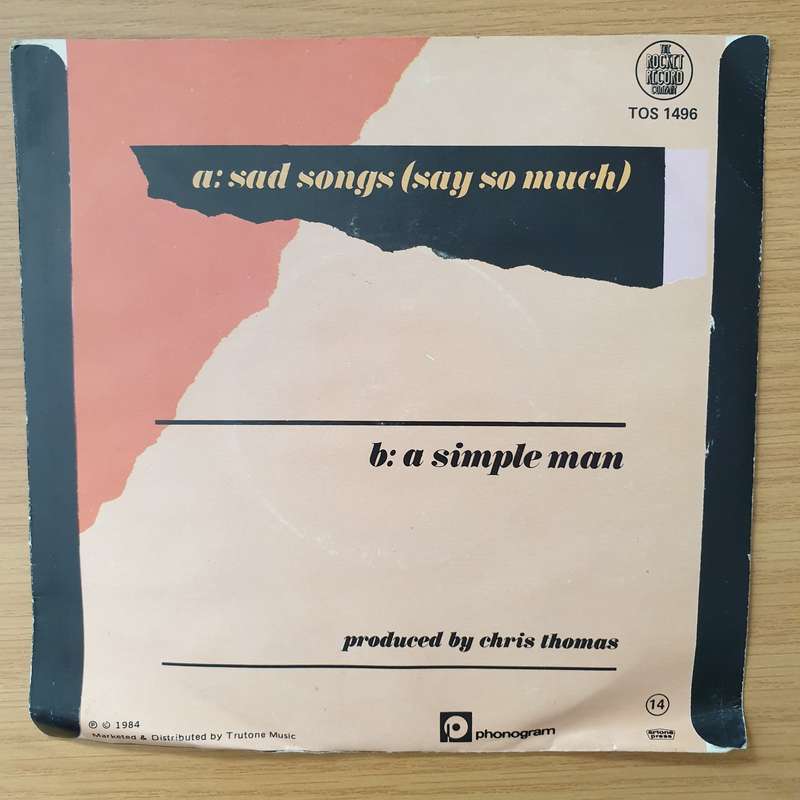 THE
ROCKET
RECORD
COMPANY
TOS 1496
a: sad songs (say so much)
b: a simple man
produced by chris thomas
14
℗ © 1984
Marketed & Distributed by Trutone Music
p phonogram
press